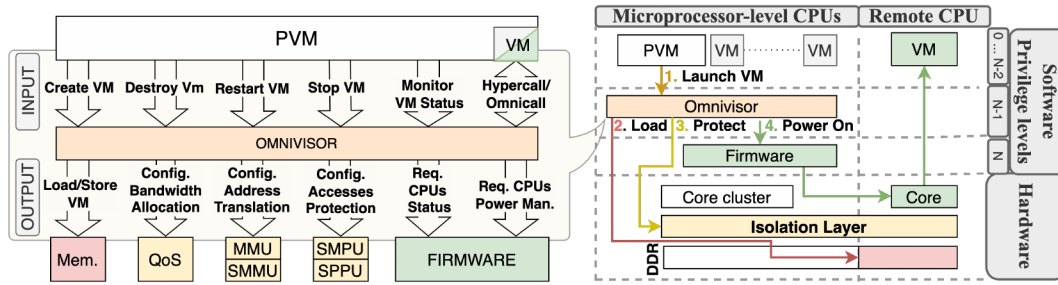 PVM
VM
INPUT
Create VM
Destroy Vm
Restart VM
Stop VM
Monitor
VM Status
Hypercall/
Omnicall
OMNIVISOR
OUTPUT
Load/Store
VM
Config.
Bandwidth
Allocation
Config.
Address
Translation
Config.
Accesses
Protection
Req.
CPUs
Status
Req. CPUs
Power Man.
Mem.
QoS
MMU
SMMU
SMPU
SPPU
FIRMWARE
Microprocessor-level CPUs
Remote CPU
PVM
VM
VM
VM
1. Launch VM
Omnivisor
2. Load
3. Protect
4. Power On
Firmware
Core cluster
Core
Isolation Layer
DDR
0 ... N-2
N-1
N
Software
Privilege levels
Hardware